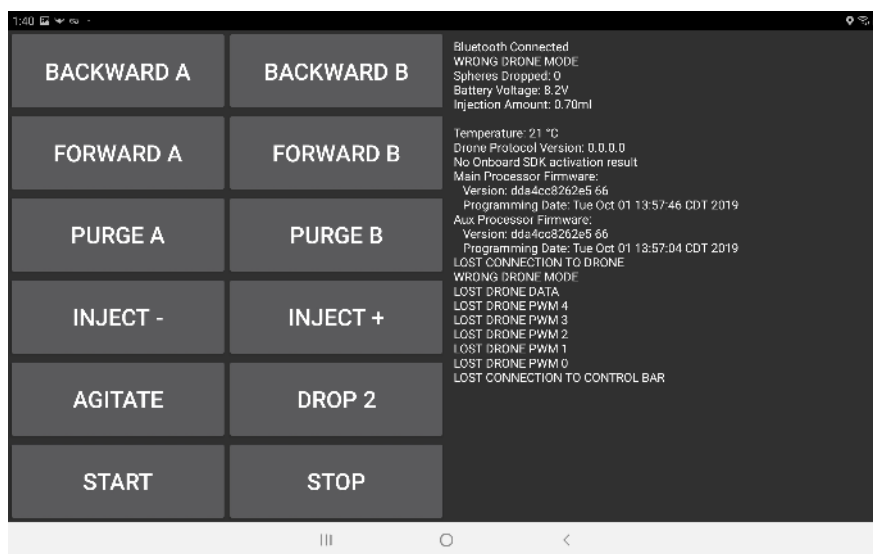 1:40
BACKWARD A
BACKWARD B
FORWARD A
FORWARD B
PURGE A
PURGE B
INJECT -
INJECT +
AGITATE
DROP 2
START
STOP
Bluetooth Connected
WRONG DRONE MODE
Spheres Dropped: 0
Battery Voltage: 8.2V
Injection Amount: 0.70ml
Temperature: 21 °C
Drone Protocol Version: 0.0.0.0
No Onboard SDK activation result
Main Processor Firmware:
Version: dda4cc8262e5 66
Programming Date: Tue Oct 01 13:57:46 CDT 2019
Aux Processor Firmware:
Version: dda4cc8262e5 66
Programming Date: Tue Oct 01 13:57:04 CDT 2019
LOST CONNECTION TO DRONE
WRONG DRONE MODE
LOST DRONE DATA
LOST DRONE PWM 4
LOST DRONE PWM 3
LOST DRONE PWM 2
LOST DRONE PWM 1
LOST DRONE PWM 0
LOST CONNECTION TO CONTROL BAR